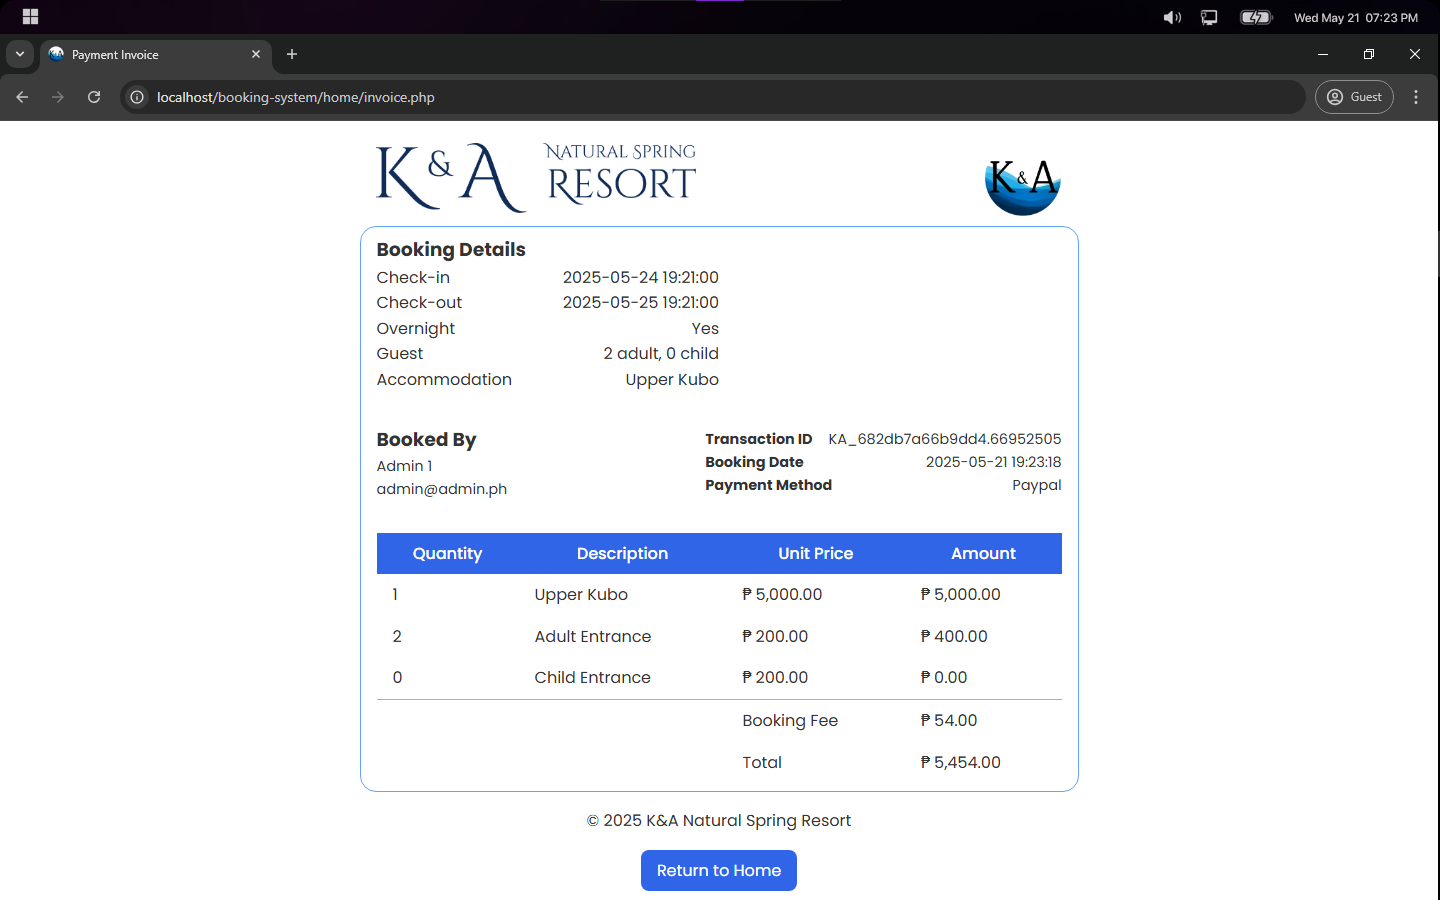 Wed May 21 07:23 PM
Payment Invoice
localhost/booking-system/home/invoice.php
Guest
K & A NATURAL SPRING RESORT
K & A
Booking Details
Check-in 2025-05-24 19:21:00
Check-out 2025-05-25 19:21:00
Overnight Yes
Guest 2 adult, 0 child
Accommodation Upper Kubo
Booked By
Admin 1
admin@admin.ph
Transaction ID KA_682db7a66b9dd4.66952505
Booking Date 2025-05-21 19:23:18
Payment Method Paypal
Quantity Description Unit Price Amount
1 Upper Kubo ₱ 5,000.00 ₱ 5,000.00
2 Adult Entrance ₱ 200.00 ₱ 400.00
0 Child Entrance ₱ 200.00 ₱ 0.00
Booking Fee ₱ 54.00
Total ₱ 5,454.00
© 2025 K&A Natural Spring Resort
Return to Home